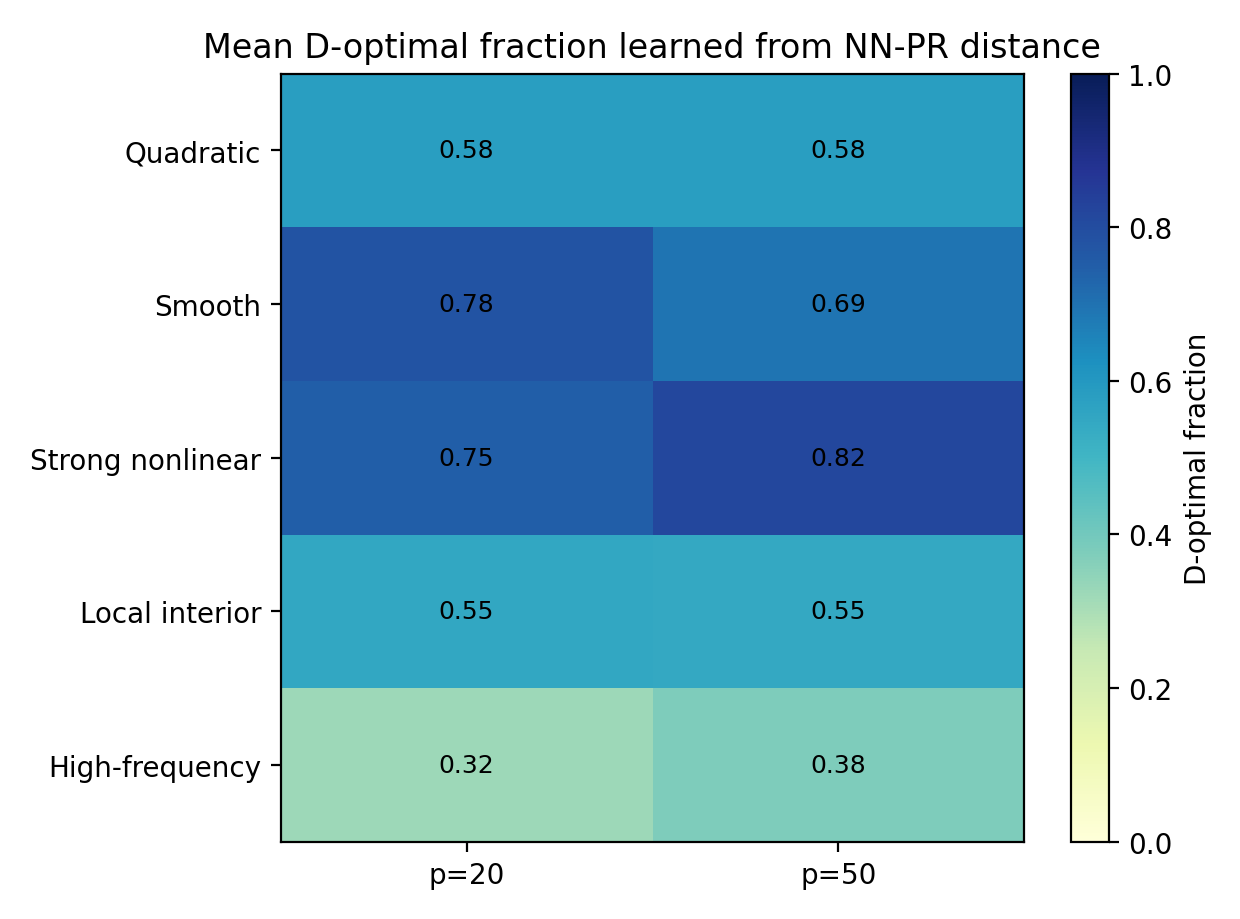 Mean D-optimal fraction learned from NN-PR distance
Quadratic 0.58 0.58
Smooth 0.78 0.69
Strong nonlinear 0.75 0.82
Local interior 0.55 0.55
High-frequency 0.32 0.38
p=20 p=50
1.0
0.8
0.6
0.4
0.2
0.0
D-optimal fraction